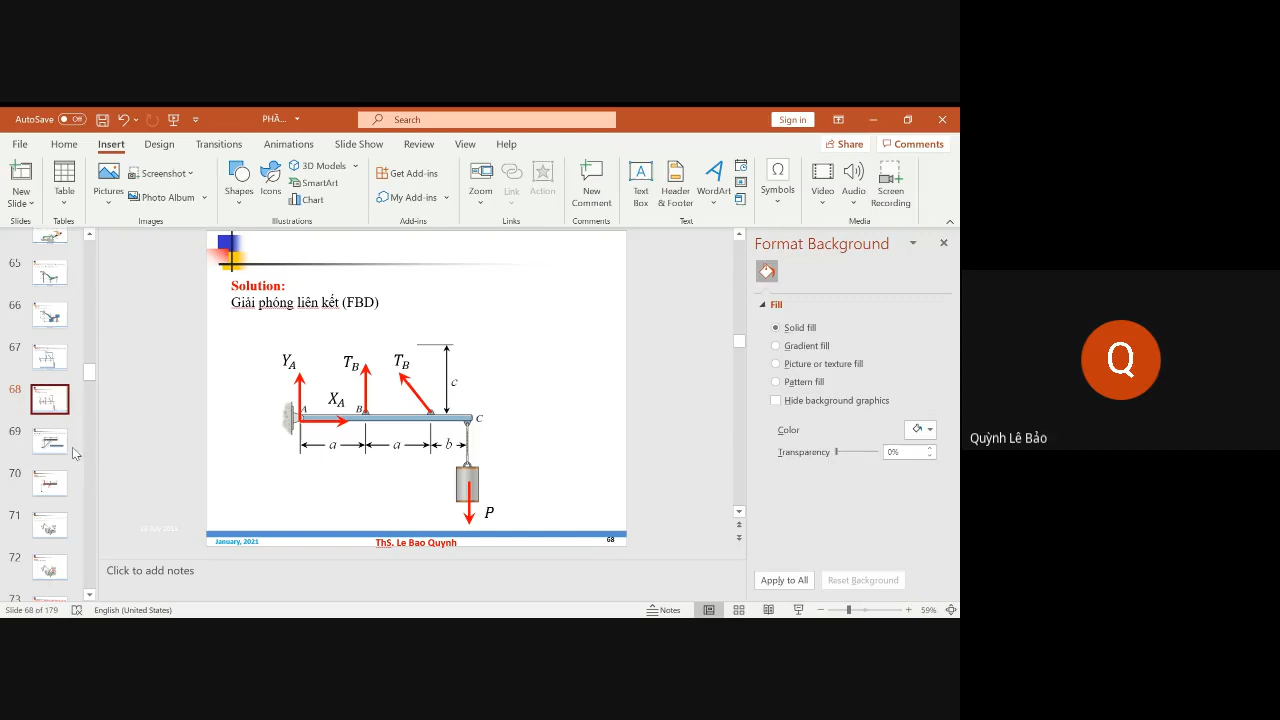 AutoSave Off PHẦ... Search Sign in
File Home Insert Design Transitions Animations Slide Show Review View Help Share Comments
New Slide
Table
Pictures
Screenshot
Photo Album
Shapes
Icons
3D Models
SmartArt
Chart
Get Add-ins
My Add-ins
Zoom
Link
Action
New Comment
Text Box
Header & Footer
WordArt
Symbols
Video
Audio
Screen Recording
Slides Tables Images Illustrations Add-ins Links Comments Text Media
65
66
67
68
69
70
71
72
73
Solution:
Giải phóng liên kết (FBD)
Y_A T_B T_B
c
X_A
A B C
a a b
P
January, 2021 ThS. Le Bao Quynh 68
Click to add notes
Format Background
Fill
Solid fill
Gradient fill
Picture or texture fill
Pattern fill
Hide background graphics
Color
Transparency 0%
Apply to All Reset Background
Slide 68 of 179 English (United States) Notes 59%
Q
Quỳnh Lê Bảo